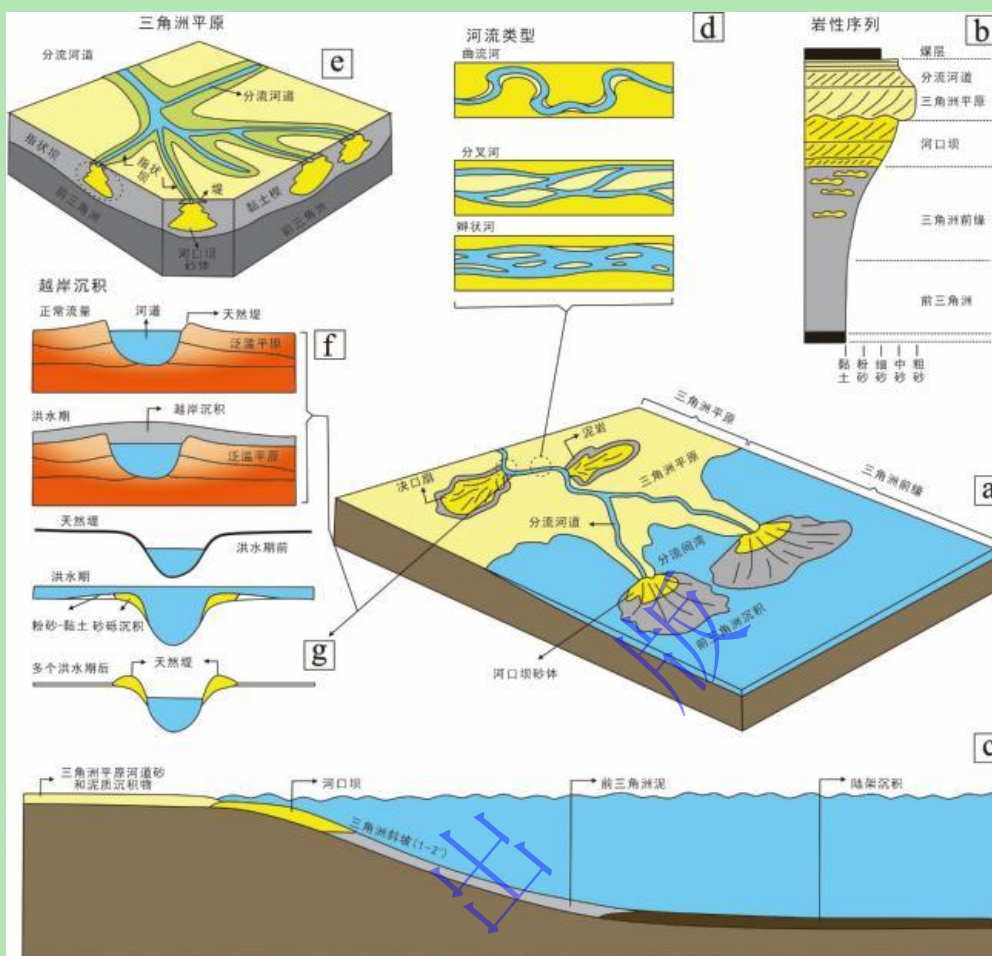 三角洲平原
分流河道
e
分流河道
指状坝
指状坝
堤
黏土楔
前三角洲
前三角洲
河口坝
砂体
河流类型
d
曲流河
分叉河
辫状河
岩性序列
b
煤层
分流河道
三角洲平原
河口坝
三角洲前缘
前三角洲
黏土
粉砂
细砂
中砂
粗砂
越岸沉积
正常流量
河道
天然堤
f
泛滥平原
洪水期
越岸沉积
泛滥平原
天然堤
洪水期前
洪水期
粉砂-黏土
砂砾沉积
g
多个洪水期后
天然堤
三角洲平原
三角洲前缘
a
泥岩
决口扇
三角洲平原
分流河道
分流间湾
前三角洲沉积
河口坝砂体
版
c
三角洲平原河道砂
和泥质沉积物
河口坝
前三角洲泥
陆架沉积
三角洲斜坡(1-2°)
出